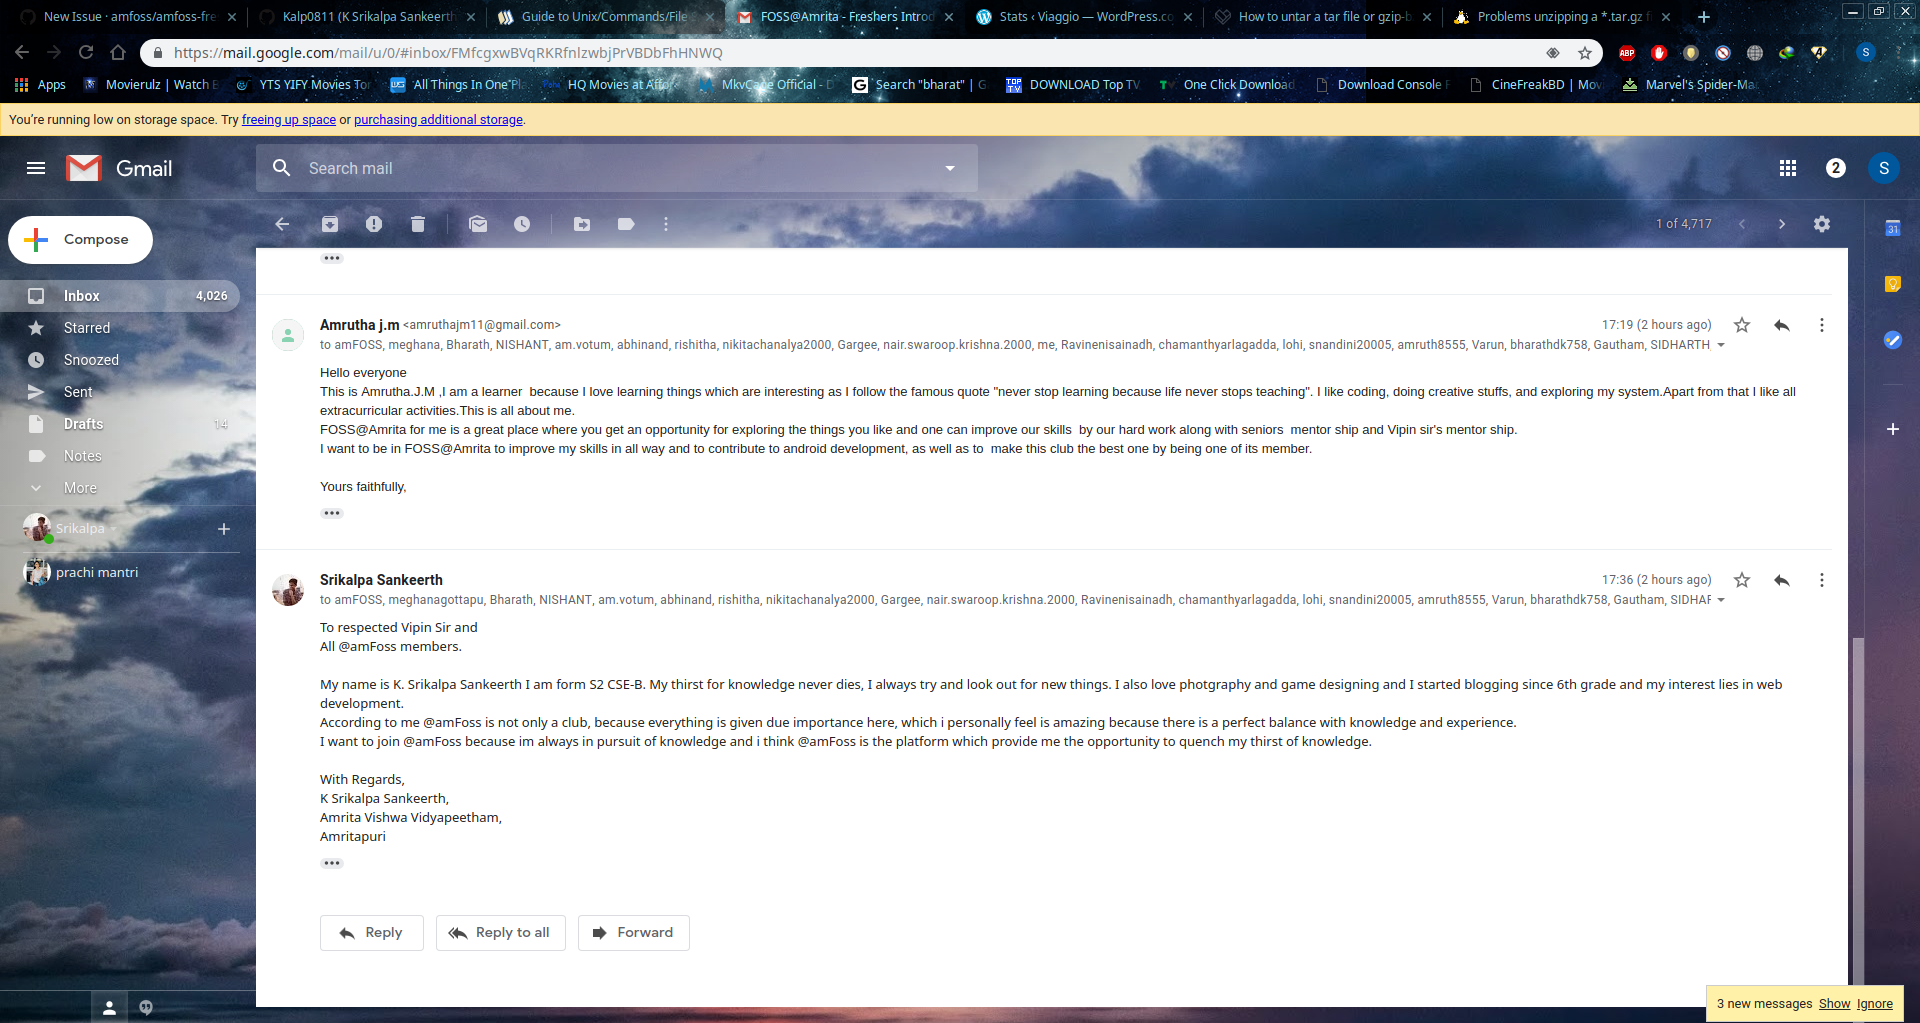 New Issue · amfoss/amfoss-fre
Kalp0811 (K Srikalpa Sankeerth
Guide to Unix/Commands/File
FOSS@Amrita - Freshers Introd
Stats ‹ Viaggio — WordPress.co
How to untar a tar file or gzip-b
Problems unzipping a *.tar.gz f
https://mail.google.com/mail/u/0/#inbox/FMfcgxwBVqRKRfnlzwbjPrVBDbFhHNWQ
ABP
S
Apps
Movierulz | Watch B
YTS YIFY Movies Tor
All Things In One Pl
HQ Movies at Affo
MkvCage Official - D
Search "bharat" | G
TOP TV
DOWNLOAD Top TV
One Click Download
Download Console F
CineFreakBD | Mov
Marvel's Spider-Ma
You're running low on storage space. Try freeing up space or purchasing additional storage.
Gmail
Search mail
2
S
Compose
1 of 4,717
31
Inbox 4,026
Starred
Snoozed
Sent
Drafts 14
Notes
More
Srikalpa
prachi mantri
Amrutha j.m <amruthajm11@gmail.com> 17:19 (2 hours ago)
to amFOSS, meghana, Bharath, NISHANT, am.votum, abhinand, rishitha, nikitachanalya2000, Gargee, nair.swaroop.krishna.2000, me, Ravinenisainadh, chamanthyarlagadda, lohi, snandini20005, amruth8555, Varun, bharathdk758, Gautham, SIDHARTH,
Hello everyone
This is Amrutha.J.M ,I am a learner  because I love learning things which are interesting as I follow the famous quote "never stop learning because life never stops teaching". I like coding, doing creative stuffs, and exploring my system.Apart from that I like all
extracurricular activities.This is all about me.
FOSS@Amrita for me is a great place where you get an opportunity for exploring the things you like and one can improve our skills  by our hard work along with seniors  mentor ship and Vipin sir's mentor ship.
I want to be in FOSS@Amrita to improve my skills in all way and to contribute to android development, as well as to  make this club the best one by being one of its member.
Yours faithfully,
Srikalpa Sankeerth 17:36 (2 hours ago)
to amFOSS, meghanagottapu, Bharath, NISHANT, am.votum, abhinand, rishitha, nikitachanalya2000, Gargee, nair.swaroop.krishna.2000, Ravinenisainadh, chamanthyarlagadda, lohi, snandini20005, amruth8555, Varun, bharathdk758, Gautham, SIDHAR
To respected Vipin Sir and
All @amFoss members.
My name is K. Srikalpa Sankeerth I am form S2 CSE-B. My thirst for knowledge never dies, I always try and look out for new things. I also love photgraphy and game designing and I started blogging since 6th grade and my interest lies in web
development.
According to me @amFoss is not only a club, because everything is given due importance here, which i personally feel is amazing because there is a perfect balance with knowledge and experience.
I want to join @amFoss because im always in pursuit of knowledge and i think @amFoss is the platform which provide me the opportunity to quench my thirst of knowledge.
With Regards,
K Srikalpa Sankeerth,
Amrita Vishwa Vidyapeetham,
Amritapuri
Reply
Reply to all
Forward
3 new messages Show Ignore